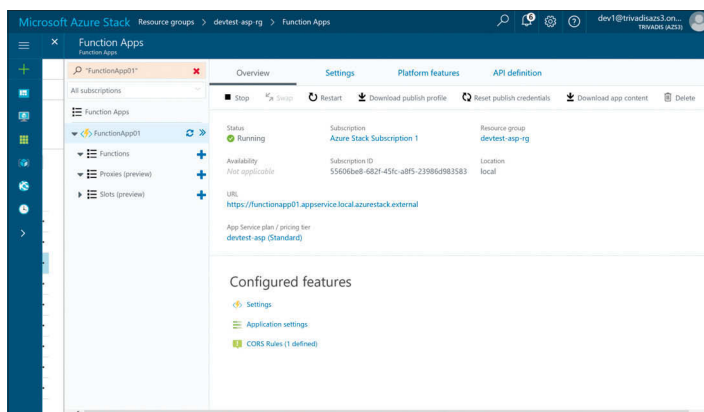 Microsoft Azure Stack Resource groups > devtest-asp-rg > Function Apps
6
dev1@trivadisazs3.on...
TRIVADIS (AZS3)
Function Apps
Function Apps
"FunctionApp01"
All subscriptions
Function Apps
FunctionApp01
Functions
Proxies (preview)
Slots (preview)
Overview Settings Platform features API definition
Stop Swap Restart Download publish profile Reset publish credentials Download app content Delete
Status Subscription Resource group
Running Azure Stack Subscription 1 devtest-asp-rg
Availability Subscription ID Location
Not applicable 55606be8-682f-45fc-a8f5-23986d983583 local
URL
https://functionapp01.appservice.local.azurestack.external
App Service plan / pricing tier
devtest-asp (Standard)
Configured features
Settings
Application settings
CORS Rules (1 defined)